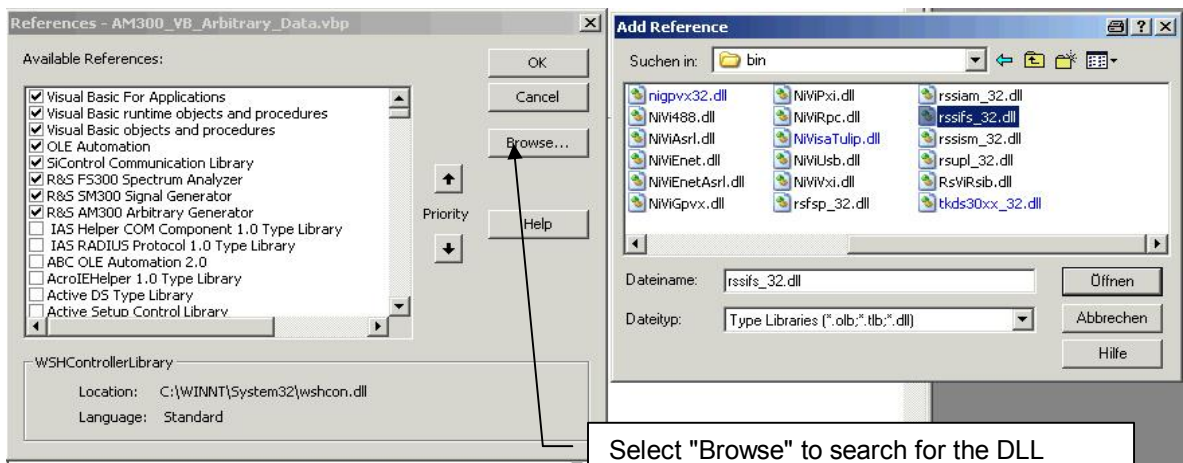 References - AM300_VB_Arbitrary_Data.vbp
Available References:
Visual Basic For Applications
Visual Basic runtime objects and procedures
Visual Basic objects and procedures
OLE Automation
SiControl Communication Library
R&S FS300 Spectrum Analyzer
R&S SM300 Signal Generator
R&S AM300 Arbitrary Generator
IAS Helper COM Component 1.0 Type Library
IAS RADIUS Protocol 1.0 Type Library
ABC OLE Automation 2.0
AcroIEHelper 1.0 Type Library
Active DS Type Library
Active Setup Control Library
OK
Cancel
Browse...
Priority
Help
WSHControllerLibrary
Location: C:\WINNT\System32\wshcon.dll
Language: Standard
Add Reference
Suchen in: bin
nigpvx32.dll
NiVi488.dll
NiViAsrl.dll
NiViEnet.dll
NiViEnetAsrl.dll
NiViGpvx.dll
NiViPxi.dll
NiViRpc.dll
NiVisaTulip.dll
NiViUsb.dll
NiViVxi.dll
rsfsp_32.dll
rssiam_32.dll
rssifs_32.dll
rssism_32.dll
rsupl_32.dll
RsViRsib.dll
tkds30xx_32.dll
Dateiname: rssifs_32.dll
Öffnen
Dateityp: Type Libraries (*.olb;*.tlb;*.dll)
Abbrechen
Hilfe
Select "Browse" to search for the DLL